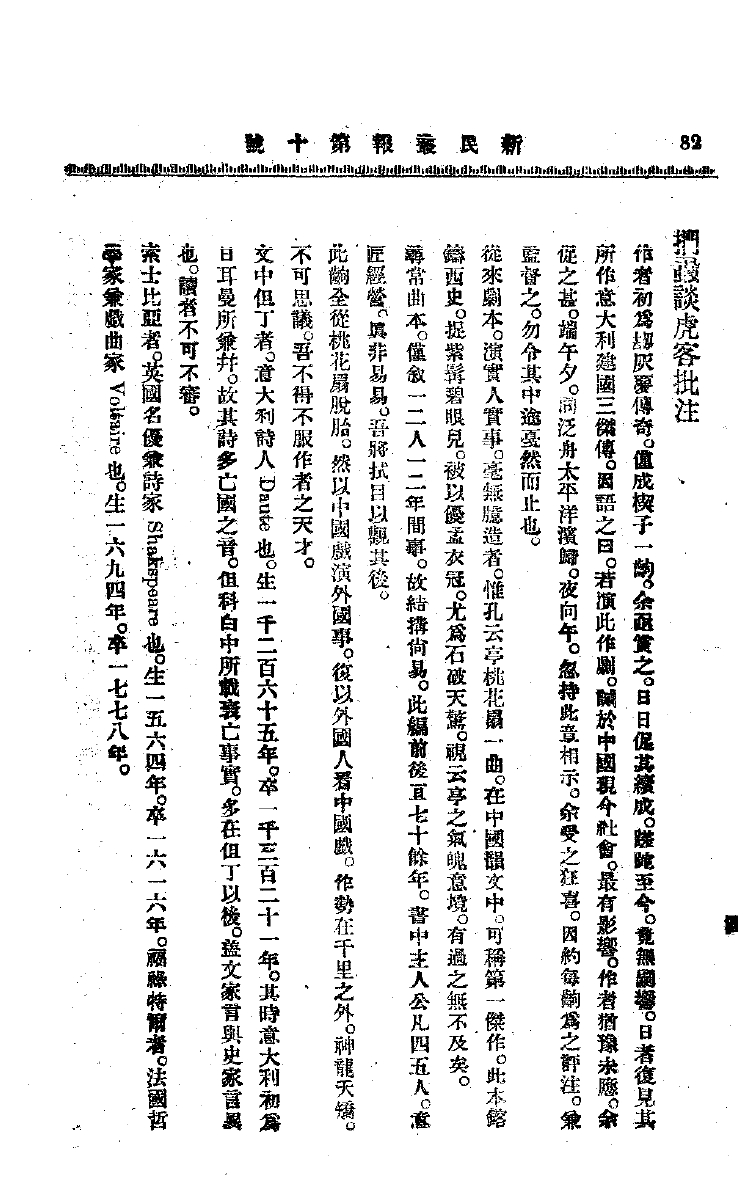 新民叢報第十號
82
捫蝨談虎客批注
作者初爲刦灰夢傳奇。僅成楔子一齣。余亟賞之。日日促其續成。蹉跎至今。竟無嗣響。日者復見其
所作意大利建國三傑傳。因語之曰。若演此作劇。誠於中國現今社會。最有影響。作者猶豫未應。余
促之甚。端午夕。同泛舟太平洋濱歸。夜向午。忽持此章相示。余受之狂喜。因約每齣爲之評注。兼
監督之。勿令其中途戛然而止也。
從來劇本。演實人實事。毫無臆造者。惟孔云亭桃花扇一曲。在中國韻文中。可稱第一傑作。此本鎔
鑄西史。捉紫髯碧眼兒。被以優孟衣冠。尤爲石破天驚。視云亭之氣魄意境。有過之無不及矣。
尋常曲本。僅敘一二人一二年間事。故結搆尙易。此編前後亘七十餘年。書中主人公凡四五人。意
匠經營。眞非易易。吾將拭目以觀其後。
此齣全從桃花扇脫胎。然以中國戲演外國事。復以外國人看中國戲。作勢在千里之外。神龍天矯。
不可思議。吾不得不服作者之天才。
文中但丁者。意大利詩人 Dante 也。生一千二百六十五年。卒一千三百二十一年。其時意大利初爲
日耳曼所兼并。故其詩多亡國之音。但科白中所載衰亡事實。多在但丁以後。蓋文家言與史家言異
也。讀者不可不審。
索士比亞者。英國名優兼詩家 Shakspeare 也。生一五六四年。卒一六一六年。福祿特爾者。法國哲
學家兼戲曲家 Voltaire 也。生一六九四年。卒一七七八年。